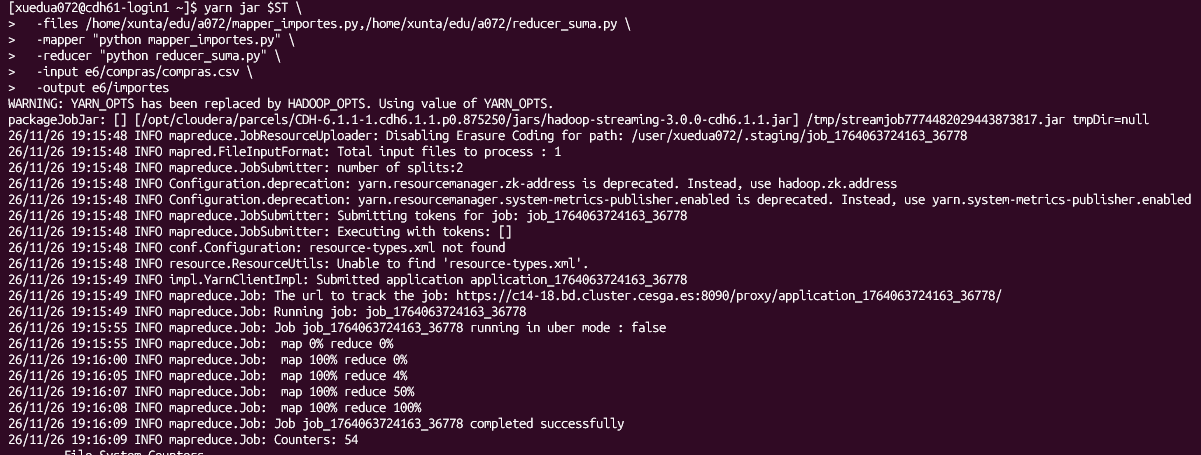 [xuedua072@cdh61-login1 ~]$ yarn jar $ST \
>   -files /home/xunta/edu/a072/mapper_importes.py,/home/xunta/edu/a072/reducer_suma.py \
>   -mapper "python mapper_importes.py" \
>   -reducer "python reducer_suma.py" \
>   -input e6/compras/compras.csv \
>   -output e6/importes
WARNING: YARN_OPTS has been replaced by HADOOP_OPTS. Using value of YARN_OPTS.
packageJobJar: [] [/opt/cloudera/parcels/CDH-6.1.1-1.cdh6.1.1.p0.875250/jars/hadoop-streaming-3.0.0-cdh6.1.1.jar] /tmp/streamjob7774482029443873817.jar tmpDir=null
26/11/26 19:15:48 INFO mapreduce.JobResourceUploader: Disabling Erasure Coding for path: /user/xuedua072/.staging/job_1764063724163_36778
26/11/26 19:15:48 INFO mapred.FileInputFormat: Total input files to process : 1
26/11/26 19:15:48 INFO mapreduce.JobSubmitter: number of splits:2
26/11/26 19:15:48 INFO Configuration.deprecation: yarn.resourcemanager.zk-address is deprecated. Instead, use hadoop.zk.address
26/11/26 19:15:48 INFO Configuration.deprecation: yarn.resourcemanager.system-metrics-publisher.enabled is deprecated. Instead, use yarn.system-metrics-publisher.enabled
26/11/26 19:15:48 INFO mapreduce.JobSubmitter: Submitting tokens for job: job_1764063724163_36778
26/11/26 19:15:48 INFO mapreduce.JobSubmitter: Executing with tokens: []
26/11/26 19:15:48 INFO conf.Configuration: resource-types.xml not found
26/11/26 19:15:48 INFO resource.ResourceUtils: Unable to find 'resource-types.xml'.
26/11/26 19:15:49 INFO impl.YarnClientImpl: Submitted application application_1764063724163_36778
26/11/26 19:15:49 INFO mapreduce.Job: The url to track the job: https://c14-18.bd.cluster.cesga.es:8090/proxy/application_1764063724163_36778/
26/11/26 19:15:49 INFO mapreduce.Job: Running job: job_1764063724163_36778
26/11/26 19:15:55 INFO mapreduce.Job: Job job_1764063724163_36778 running in uber mode : false
26/11/26 19:15:55 INFO mapreduce.Job:  map 0% reduce 0%
26/11/26 19:16:00 INFO mapreduce.Job:  map 100% reduce 0%
26/11/26 19:16:05 INFO mapreduce.Job:  map 100% reduce 4%
26/11/26 19:16:07 INFO mapreduce.Job:  map 100% reduce 50%
26/11/26 19:16:08 INFO mapreduce.Job:  map 100% reduce 100%
26/11/26 19:16:09 INFO mapreduce.Job: Job job_1764063724163_36778 completed successfully
26/11/26 19:16:09 INFO mapreduce.Job: Counters: 54
File System Counters